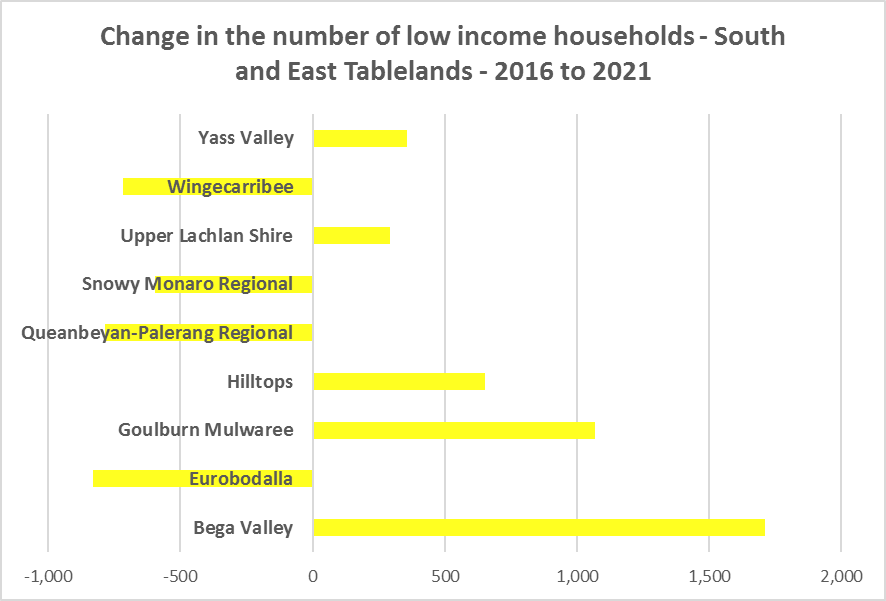 Change in the number of low income households - South
and East Tablelands - 2016 to 2021
Yass Valley
Wingecarribee
Upper Lachlan Shire
Snowy Monaro Regional
Queanbeyan-Palerang Regional
Hilltops
Goulburn Mulwaree
Eurobodalla
Bega Valley
-1,000 -500 0 500 1,000 1,500 2,000